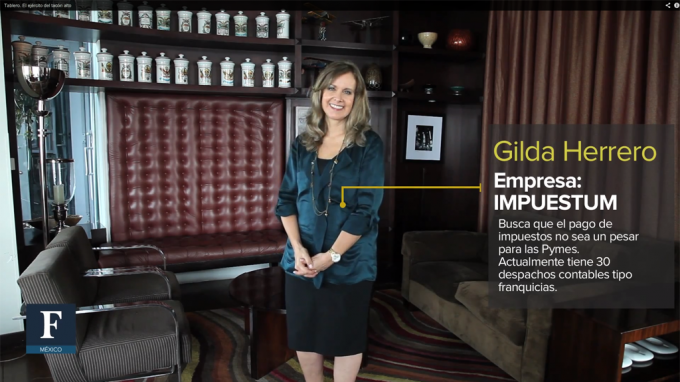 Tablero, El ejército del tacón alto
Gilda Herrero
Empresa:
IMPUESTUM
Busca que el pago de
impuestos no sea un pesar
para las Pymes.
Actualmente tiene 30
despachos contables tipo
franquicias.
F
MÉXICO